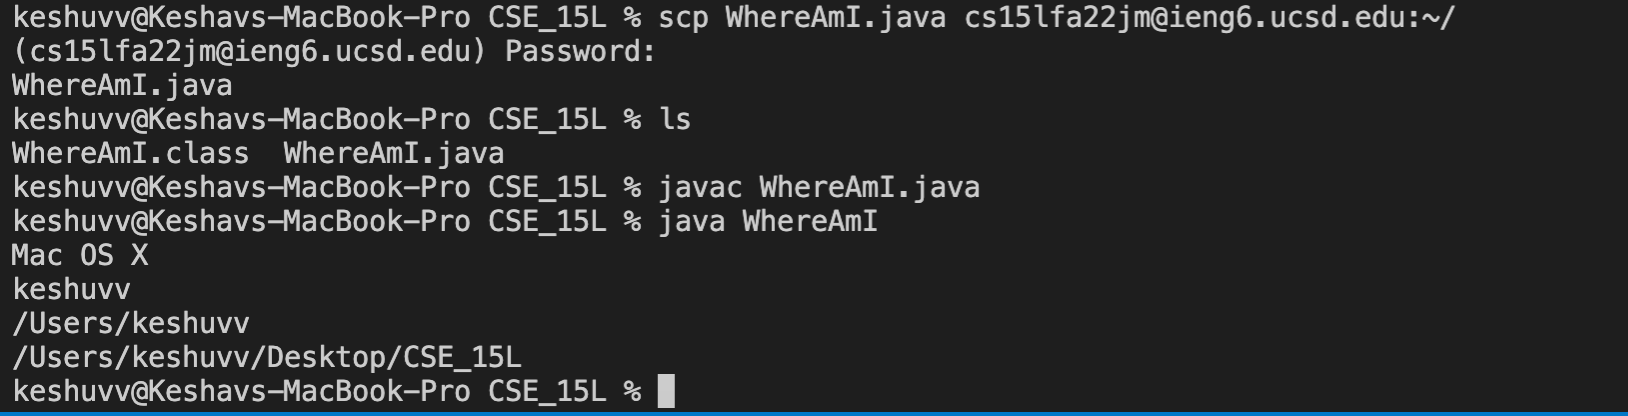 keshuvv@Keshavs-MacBook-Pro CSE_15L % scp WhereAmI.java cs15lfa22jm@ieng6.ucsd.edu:~/
(cs15lfa22jm@ieng6.ucsd.edu) Password:
WhereAmI.java
keshuvv@Keshavs-MacBook-Pro CSE_15L % ls
WhereAmI.class  WhereAmI.java
keshuvv@Keshavs-MacBook-Pro CSE_15L % javac WhereAmI.java
keshuvv@Keshavs-MacBook-Pro CSE_15L % java WhereAmI
Mac OS X
keshuvv
/Users/keshuvv
/Users/keshuvv/Desktop/CSE_15L
keshuvv@Keshavs-MacBook-Pro CSE_15L %